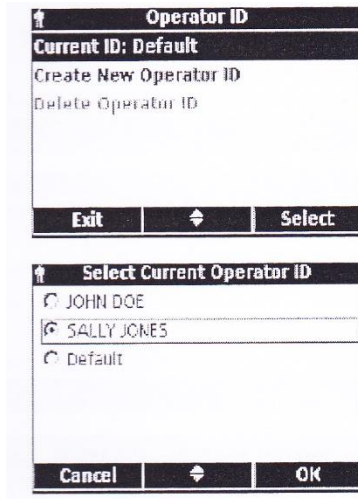 Operator ID
Current ID: Default
Create New Operator ID
Delete Operator ID
Exit Select
Select Current Operator ID
JOHN DOE
SALLY JONES
Default
Cancel OK